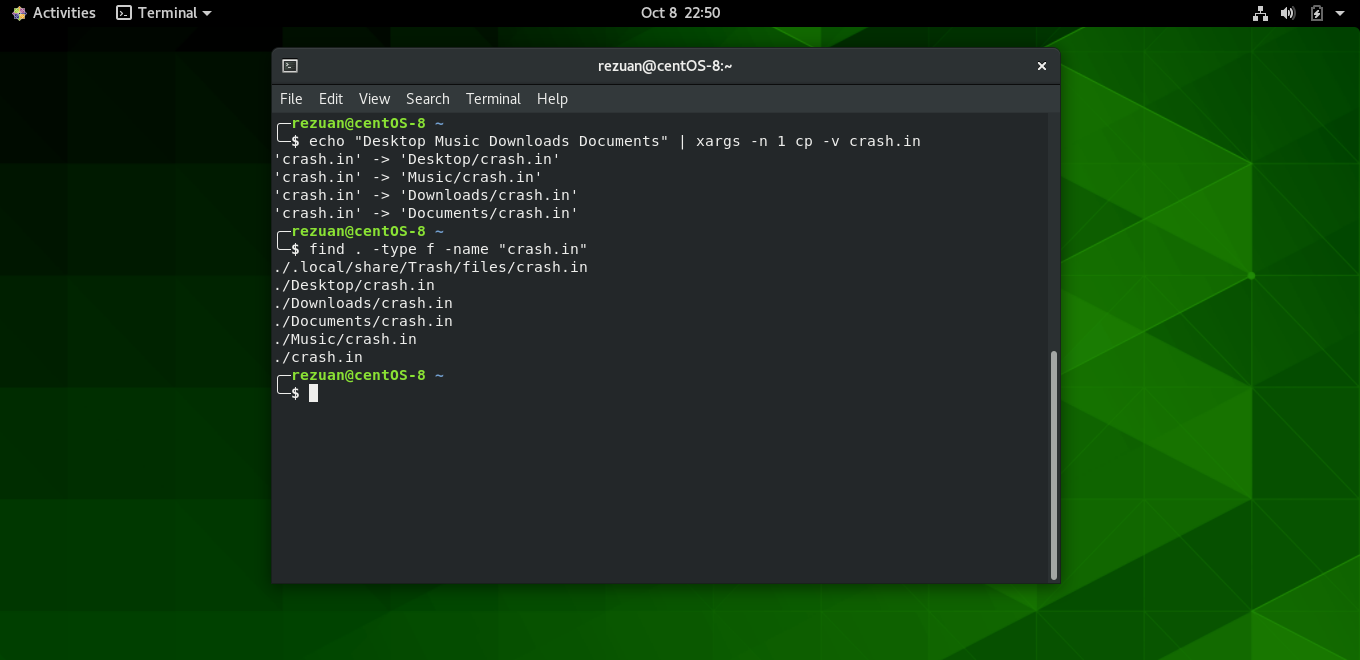 Activities Terminal Oct 8 22:50
rezuan@centOS-8:~
File Edit View Search Terminal Help
rezuan@centOS-8 ~
$ echo "Desktop Music Downloads Documents" | xargs -n 1 cp -v crash.in
'crash.in' -> 'Desktop/crash.in'
'crash.in' -> 'Music/crash.in'
'crash.in' -> 'Downloads/crash.in'
'crash.in' -> 'Documents/crash.in'
rezuan@centOS-8 ~
$ find . -type f -name "crash.in"
./.local/share/Trash/files/crash.in
./Desktop/crash.in
./Downloads/crash.in
./Documents/crash.in
./Music/crash.in
./crash.in
rezuan@centOS-8 ~
$